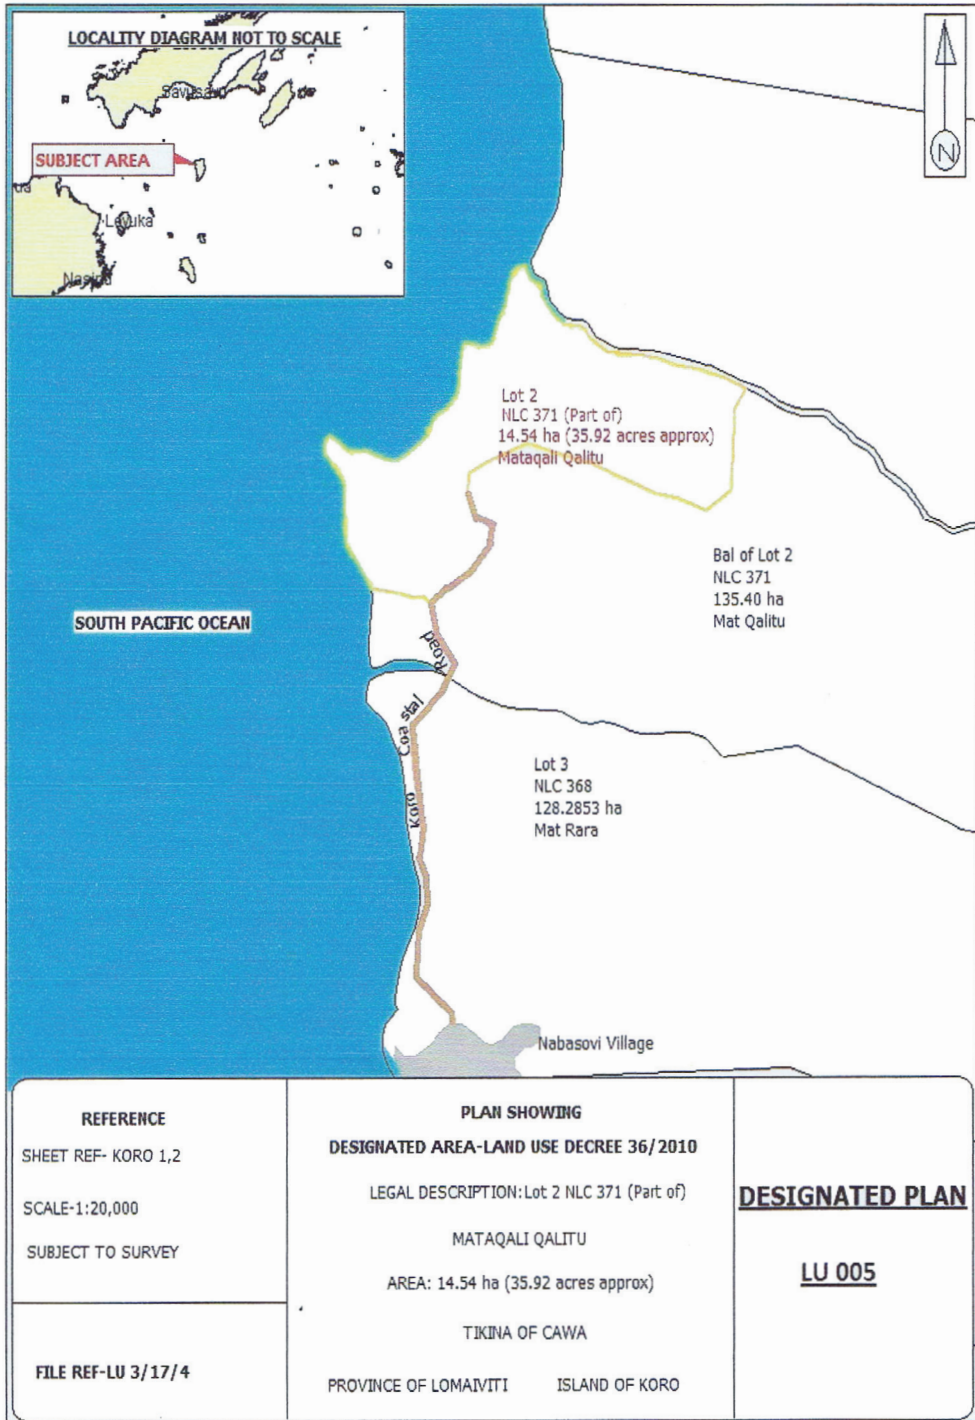 LOCALITY DIAGRAM NOT TO SCALE
SUBJECT AREA
Levuka
N
Lot 2
NLC 371 (Part of)
14.54 ha (35.92 acres approx)
Mataqali Qalitu
Bal of Lot 2
NLC 371
135.40 ha
Mat Qalitu
SOUTH PACIFIC OCEAN
Koro Coastal Road
Lot 3
NLC 368
128.2853 ha
Mat Rara
Nabasovi Village
REFERENCE
SHEET REF- KORO 1,2
SCALE-1:20,000
SUBJECT TO SURVEY
FILE REF-LU 3/17/4
PLAN SHOWING
DESIGNATED AREA-LAND USE DECREE 36/2010
LEGAL DESCRIPTION:Lot 2 NLC 371 (Part of)
MATAQALI QALITU
AREA: 14.54 ha (35.92 acres approx)
TIKINA OF CAWA
PROVINCE OF LOMAIVITI ISLAND OF KORO
DESIGNATED PLAN
LU 005